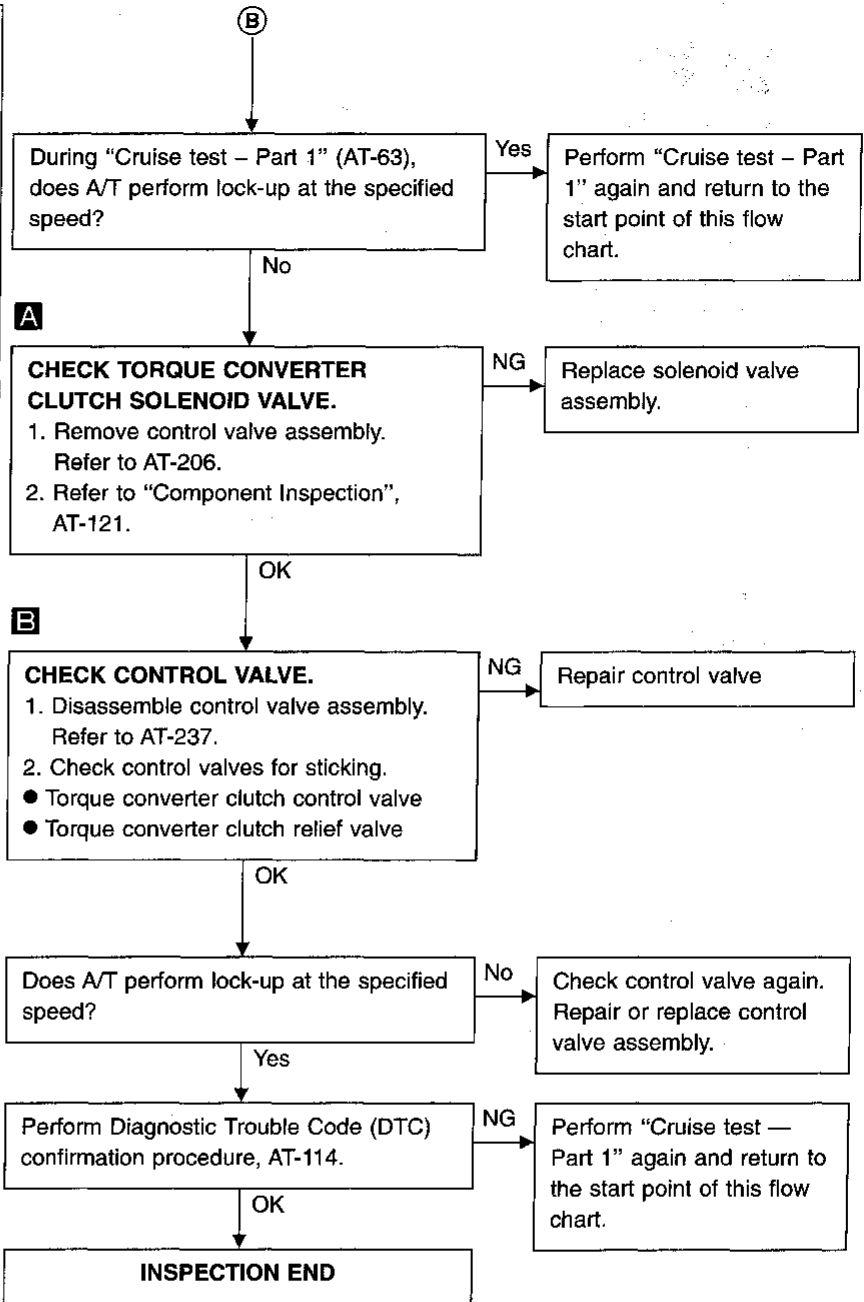 B
During “Cruise test – Part 1” (AT-63),
does A/T perform lock-up at the specified
speed?
Yes
Perform “Cruise test – Part
1” again and return to the
start point of this flow
chart.
No
A
CHECK TORQUE CONVERTER
CLUTCH SOLENOID VALVE.
1. Remove control valve assembly.
Refer to AT-206.
2. Refer to “Component Inspection”,
AT-121.
NG
Replace solenoid valve
assembly.
OK
B
CHECK CONTROL VALVE.
1. Disassemble control valve assembly.
Refer to AT-237.
2. Check control valves for sticking.
● Torque converter clutch control valve
● Torque converter clutch relief valve
NG
Repair control valve
OK
Does A/T perform lock-up at the specified
speed?
No
Check control valve again.
Repair or replace control
valve assembly.
Yes
Perform Diagnostic Trouble Code (DTC)
confirmation procedure, AT-114.
NG
Perform “Cruise test —
Part 1” again and return to
the start point of this flow
chart.
OK
INSPECTION END